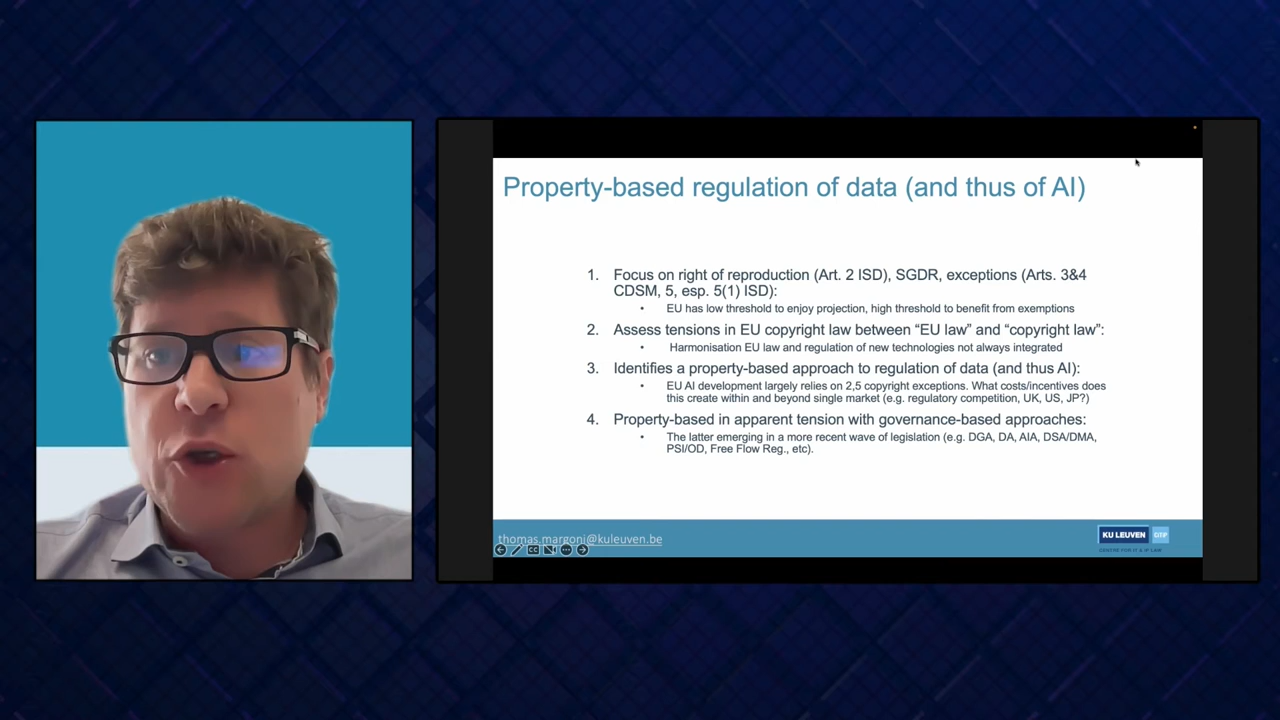 Property-based regulation of data (and thus of AI)
1. Focus on right of reproduction (Art. 2 ISD), SGDR, exceptions (Arts. 3&4
CDSM, 5, esp. 5(1) ISD):
• EU has low threshold to enjoy projection, high threshold to benefit from exemptions
2. Assess tensions in EU copyright law between “EU law” and “copyright law”:
• Harmonisation EU law and regulation of new technologies not always integrated
3. Identifies a property-based approach to regulation of data (and thus AI):
• EU AI development largely relies on 2,5 copyright exceptions. What costs/incentives does
this create within and beyond single market (e.g. regulatory competition, UK, US, JP?)
4. Property-based in apparent tension with governance-based approaches:
• The latter emerging in a more recent wave of legislation (e.g. DGA, DA, AIA, DSA/DMA,
PSI/OD, Free Flow Reg., etc).
thomas.margoni@kuleuven.be
CC
KU LEUVEN
CiTiP
CENTRE FOR IT & IP LAW